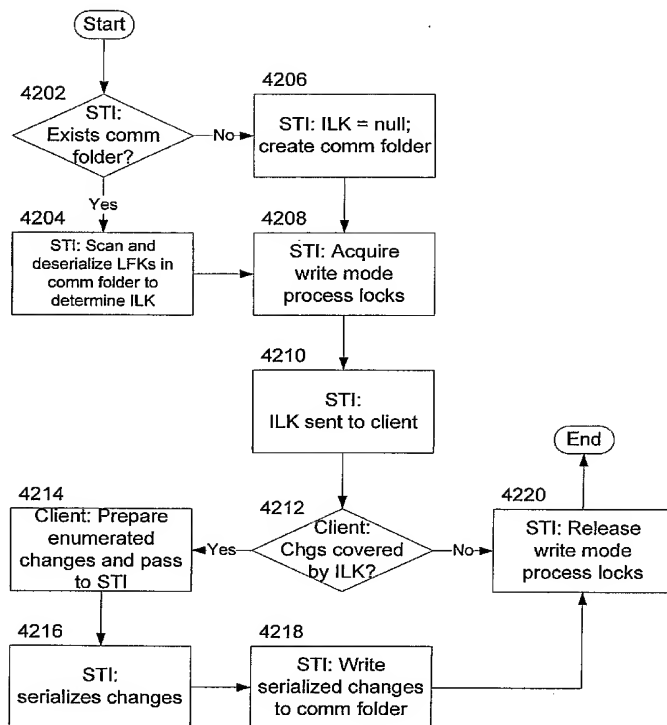 Start
4202
STI:
Exists comm
folder?
No
4206
STI: ILK = null;
create comm folder
Yes
4204
STI: Scan and
deserialize LFKs in
comm folder to
determine ILK
4208
STI: Acquire
write mode
process locks
4210
STI:
ILK sent to client
4212
Client:
Chgs covered
by ILK?
Yes
No
4214
Client: Prepare
enumerated
changes and pass
to STI
4216
STI:
serializes changes
4218
STI: Write
serialized changes
to comm folder
4220
STI: Release
write mode
process locks
End